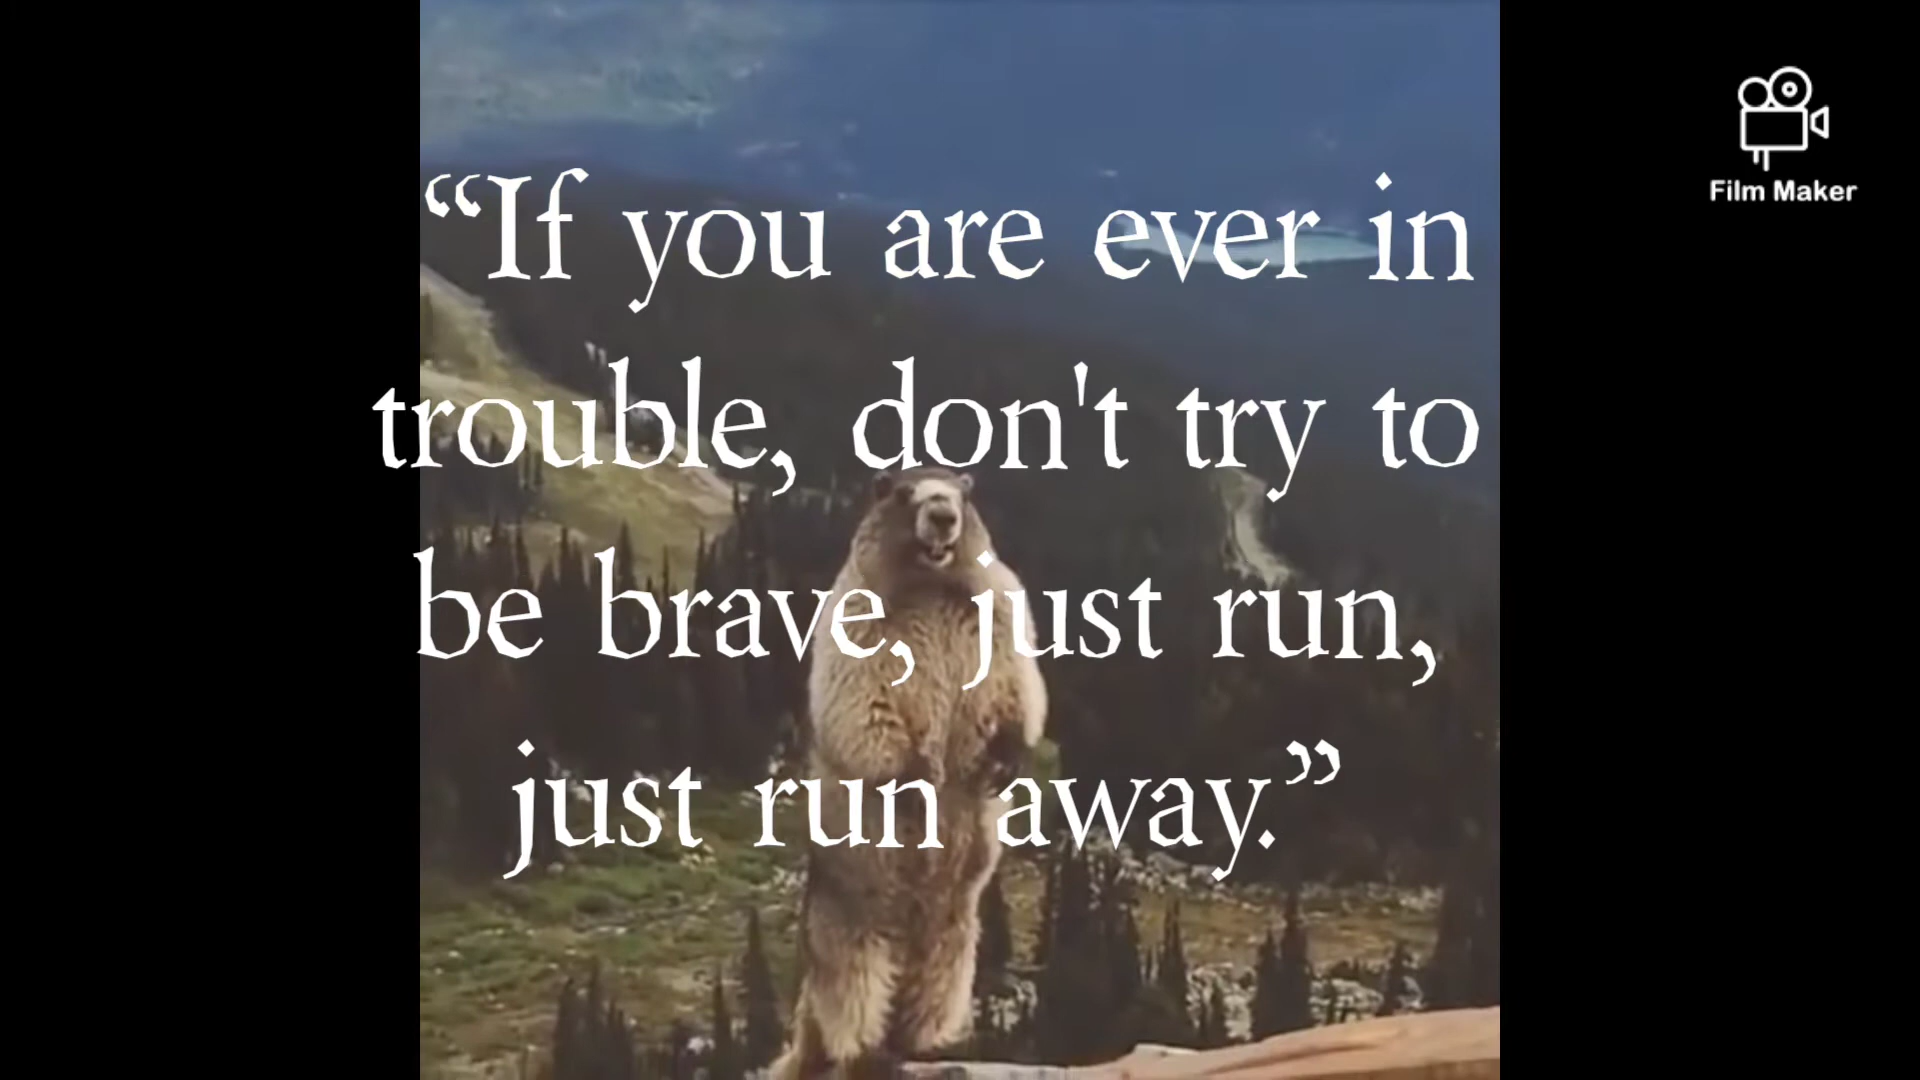 “If you are ever in
trouble, don't try to
be brave, just run,
just run away.”
Film Maker